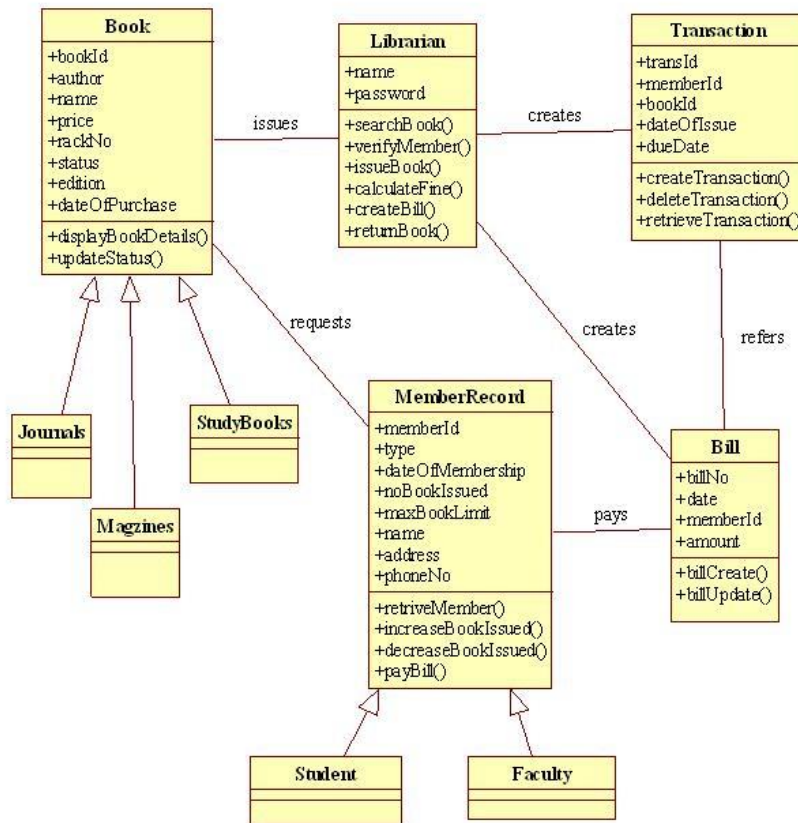 Book
+bookId
+author
+name
+price
+rackNo
+status
+edition
+dateOfPurchase
+displayBookDetails()
+updateStatus()
issues
Librarian
+name
+password
+searchBook()
+verifyMember()
+issueBook()
+calculateFine()
+createBill()
+returnBook()
creates
Transaction
+transId
+memberId
+bookId
+dateOfIssue
+dueDate
+createTransaction()
+deleteTransaction()
+retrieveTransaction()
requests
creates
refers
Journals
StudyBooks
Magzines
MemberRecord
+memberId
+type
+dateOfMembership
+noBookIssued
+maxBookLimit
+name
+address
+phoneNo
+retriveMember()
+increaseBookIssued()
+decreaseBookIssued()
+payBill()
pays
Bill
+billNo
+date
+memberId
+amount
+billCreate()
+billUpdate()
Student
Faculty